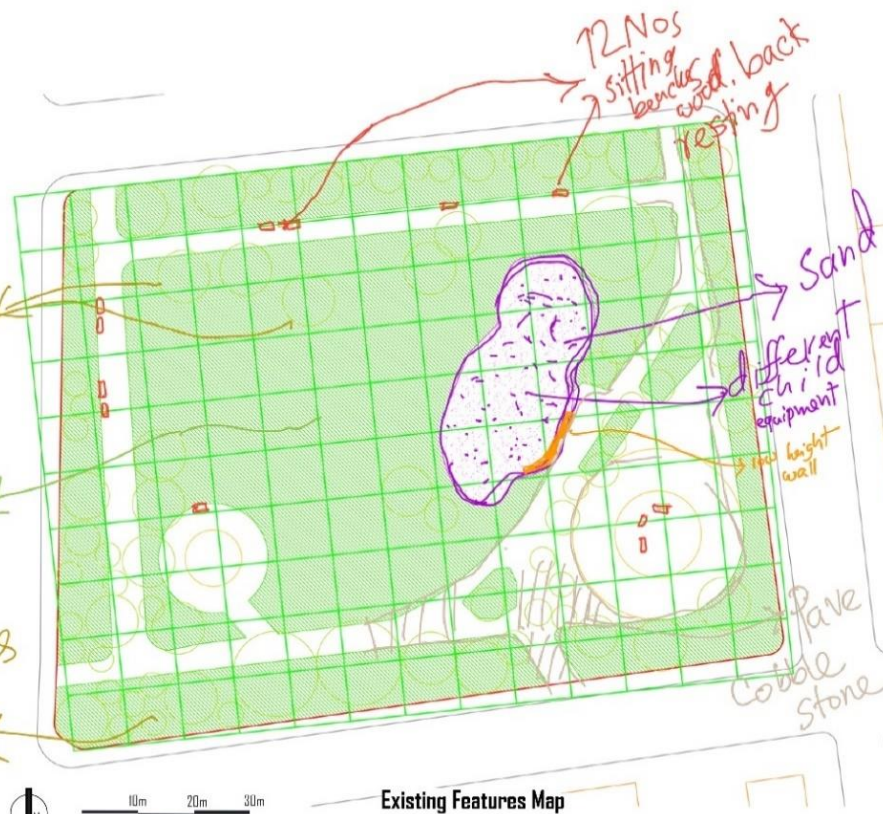 12 Nos
sitting
benches
wood. back
resting
Sand
different
child
equipment
low height
wall
Pave
Cobble
stone
10m 20m 30m
Existing Features Map